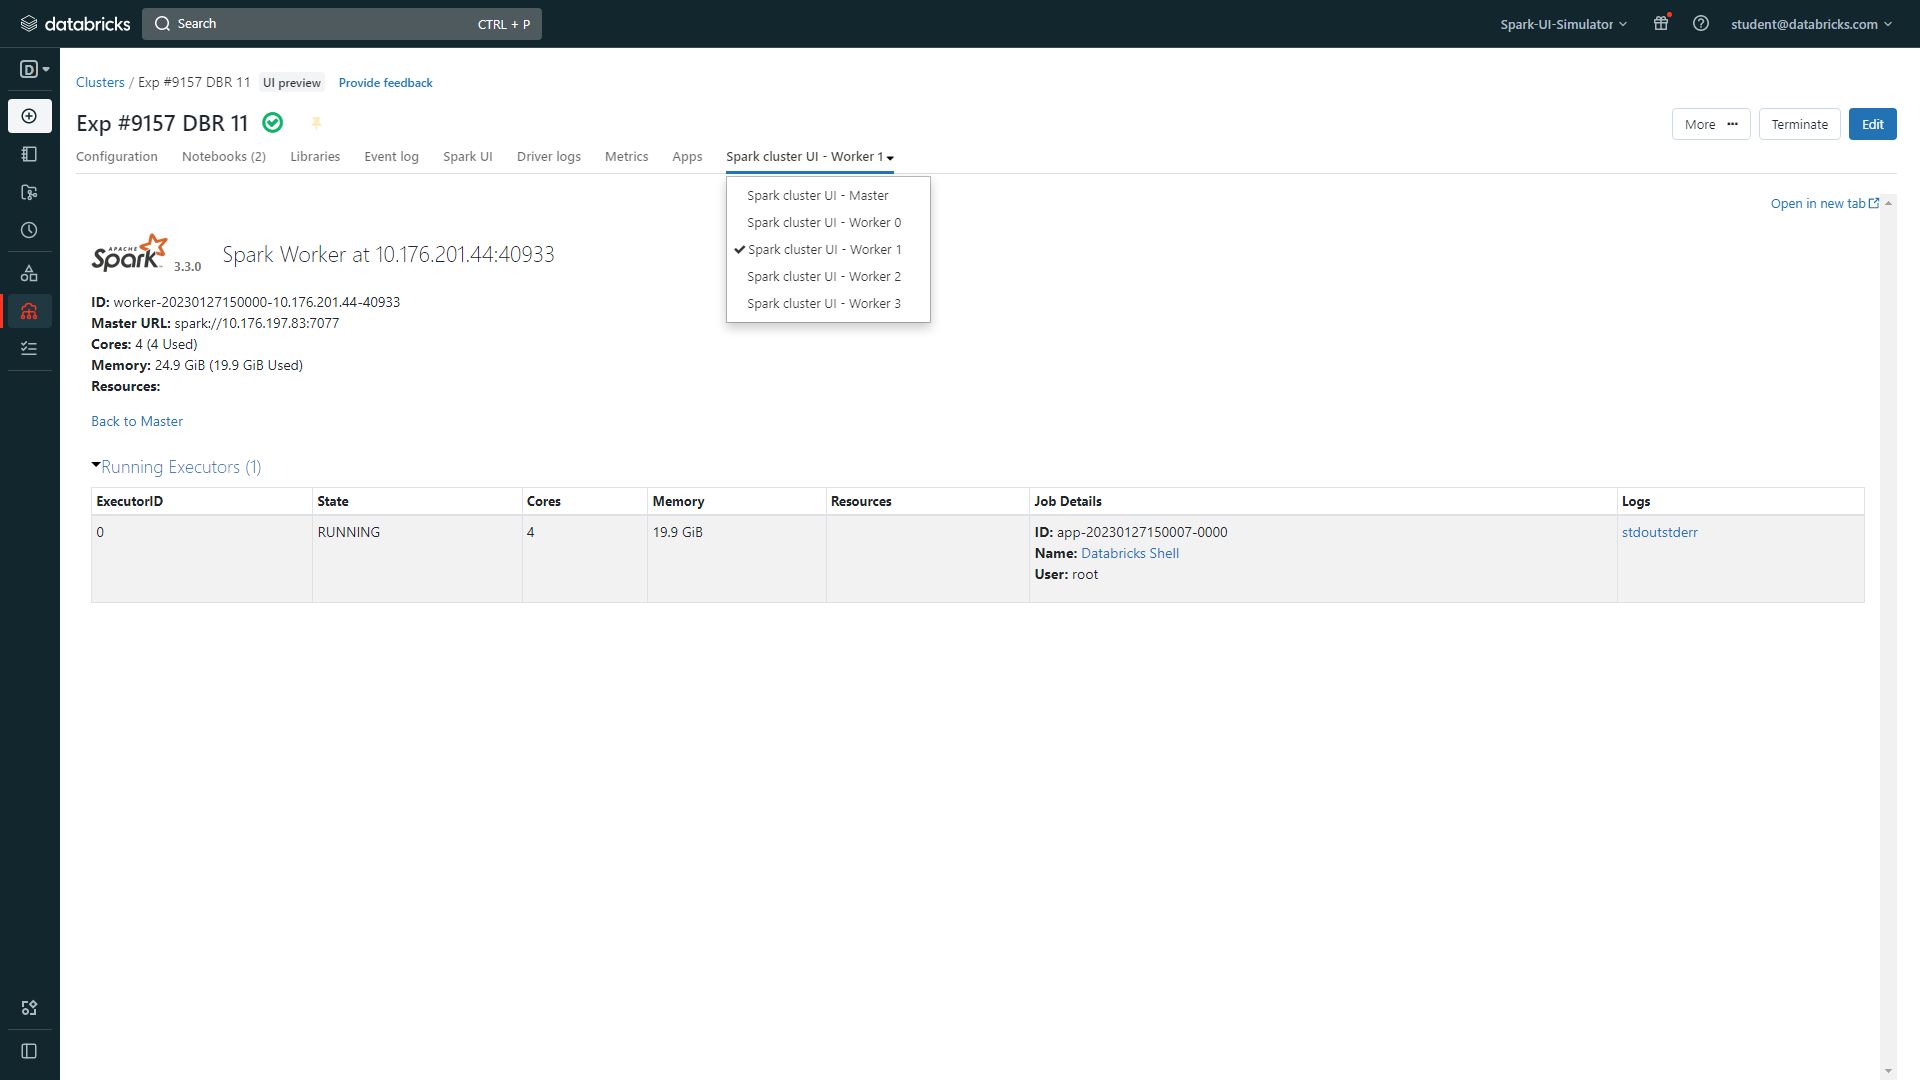 databricks
Search CTRL + P
Spark-UI-Simulator
student@databricks.com
D
Clusters / Exp #9157 DBR 11 UI preview Provide feedback
Exp #9157 DBR 11
More ... Terminate Edit
Configuration Notebooks (2) Libraries Event log Spark UI Driver logs Metrics Apps Spark cluster UI - Worker 1
Spark cluster UI - Master
Spark cluster UI - Worker 0
Spark cluster UI - Worker 1
Spark cluster UI - Worker 2
Spark cluster UI - Worker 3
Open in new tab
APACHE Spark 3.3.0 Spark Worker at 10.176.201.44:40933
ID: worker-20230127150000-10.176.201.44-40933
Master URL: spark://10.176.197.83:7077
Cores: 4 (4 Used)
Memory: 24.9 GiB (19.9 GiB Used)
Resources:
Back to Master
Running Executors (1)
ExecutorID State Cores Memory Resources Job Details Logs
0 RUNNING 4 19.9 GiB ID: app-20230127150007-0000 stdoutstderr
Name: Databricks Shell
User: root